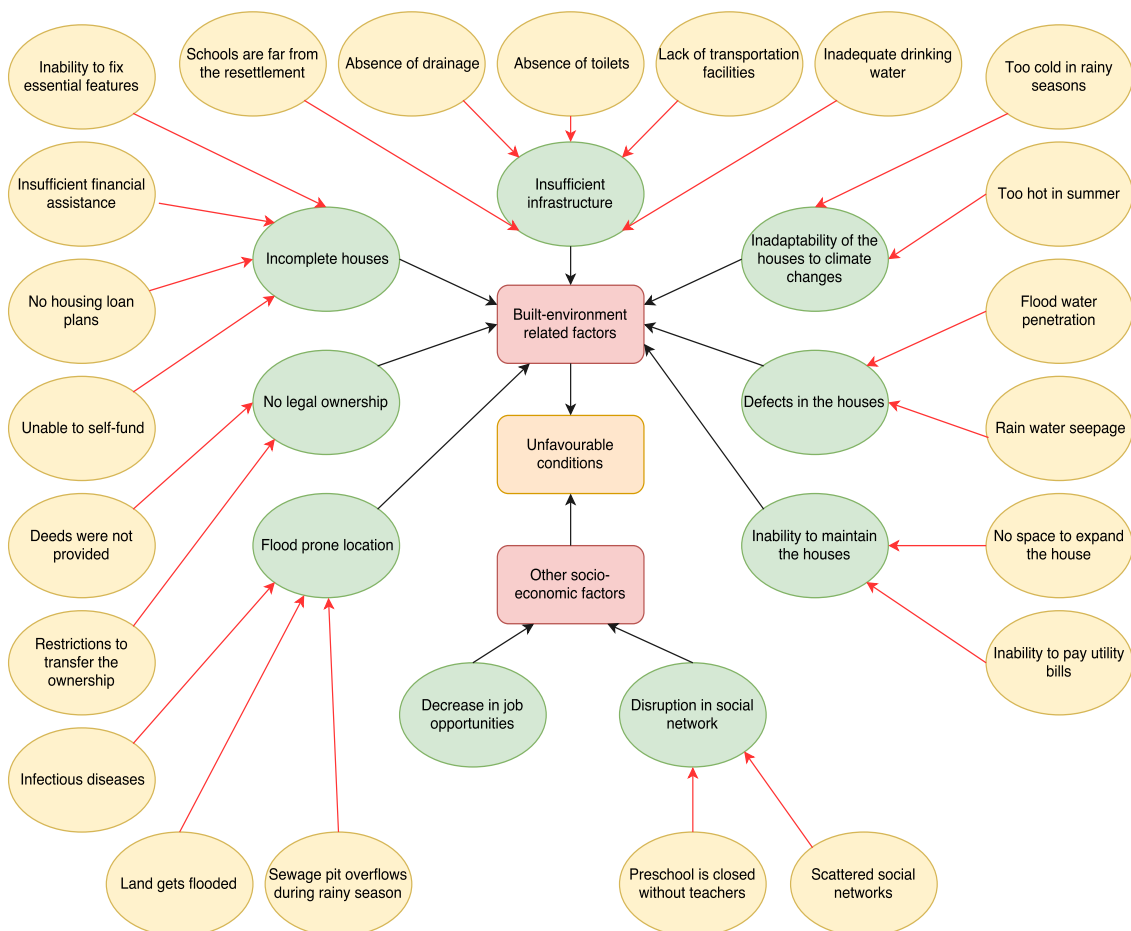 Inability to fix
essential features
Schools are far from
the resettlement
Absence of drainage
Absence of toilets
Lack of transportation
facilities
Inadequate drinking
water
Too cold in rainy
seasons
Insufficient financial
assistance
Insufficient
infrastructure
Too hot in summer
Incomplete houses
Inadaptability of the
houses to climate
changes
No housing loan
plans
Built-environment
related factors
Flood water
penetration
No legal ownership
Defects in the houses
Unable to self-fund
Unfavourable
conditions
Rain water seepage
Deeds were not
provided
Flood prone location
Inability to maintain
the houses
No space to expand
the house
Other socio-
economic factors
Restrictions to
transfer the
ownership
Inability to pay utility
bills
Decrease in job
opportunities
Disruption in social
network
Infectious diseases
Land gets flooded
Sewage pit overflows
during rainy season
Preschool is closed
without teachers
Scattered social
networks